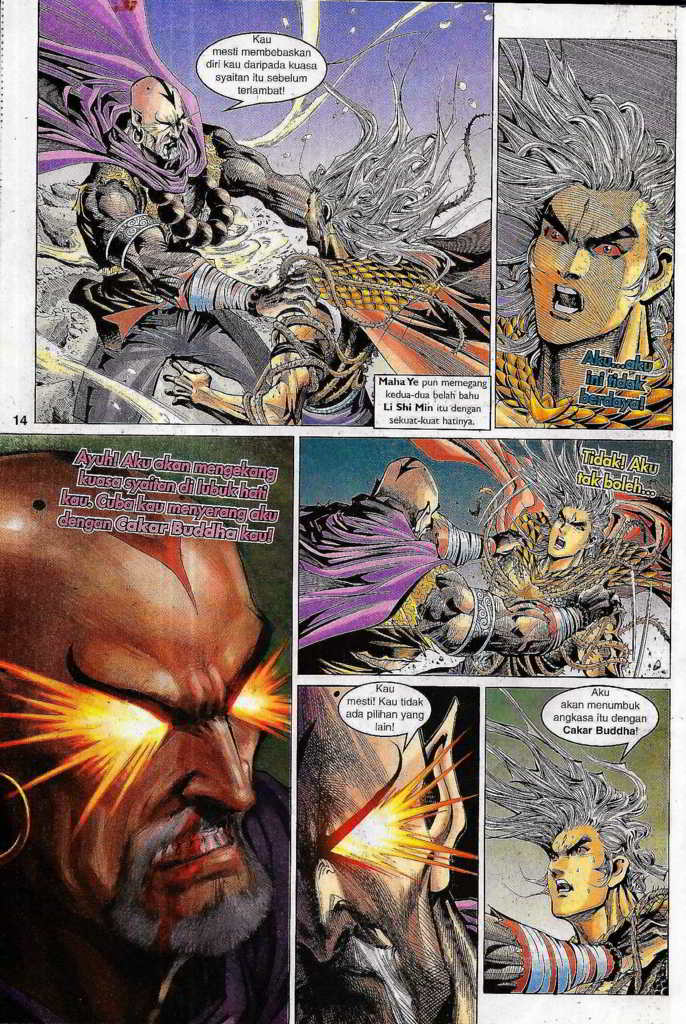 Kau
mesti membebaskan
diri kau daripada kuasa
syaitan itu sebelum
terlambat!
Maha Ye pun memegang
kedua-dua belah bahu
Li Shi Min itu dengan
sekuat-kuat hatinya.
Aku...aku
ini tidak
berdaya!
14
Ayuh! Aku akan mengekang
kuasa syaitan di lubuk hati
kau. Cuba kau menyerang aku
dengan Cakar Buddha kau!
Tidak! Aku
tak boleh...
Kau
mesti! Kau tidak
ada pilihan yang
lain!
Aku
akan menumbuk
angkasa itu dengan
Cakar Buddha!